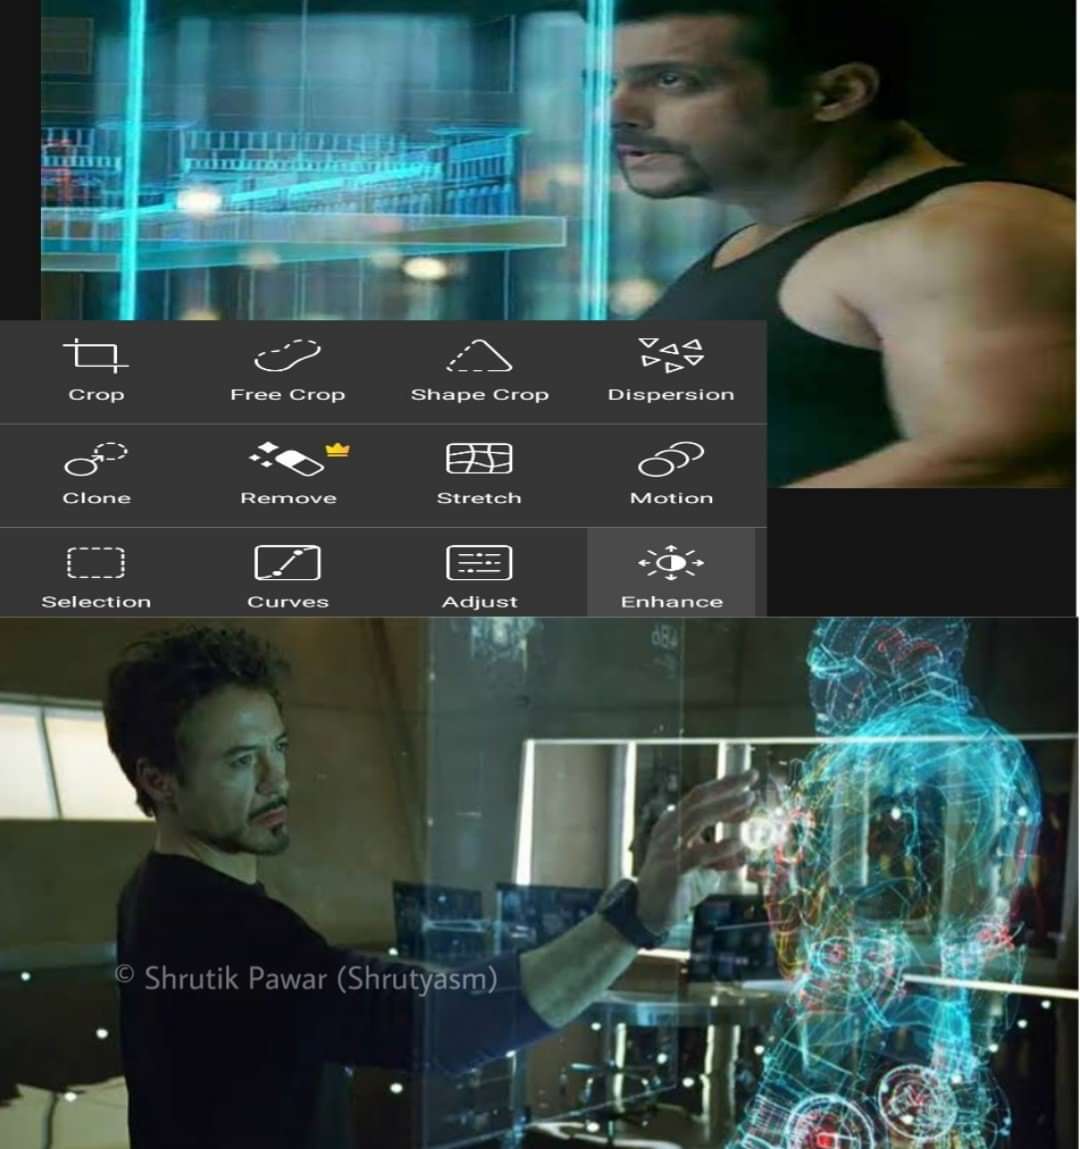 Crop Free Crop Shape Crop Dispersion
Clone Remove Stretch Motion
Selection Curves Adjust Enhance
© Shrutik Pawar (Shrutyasm)